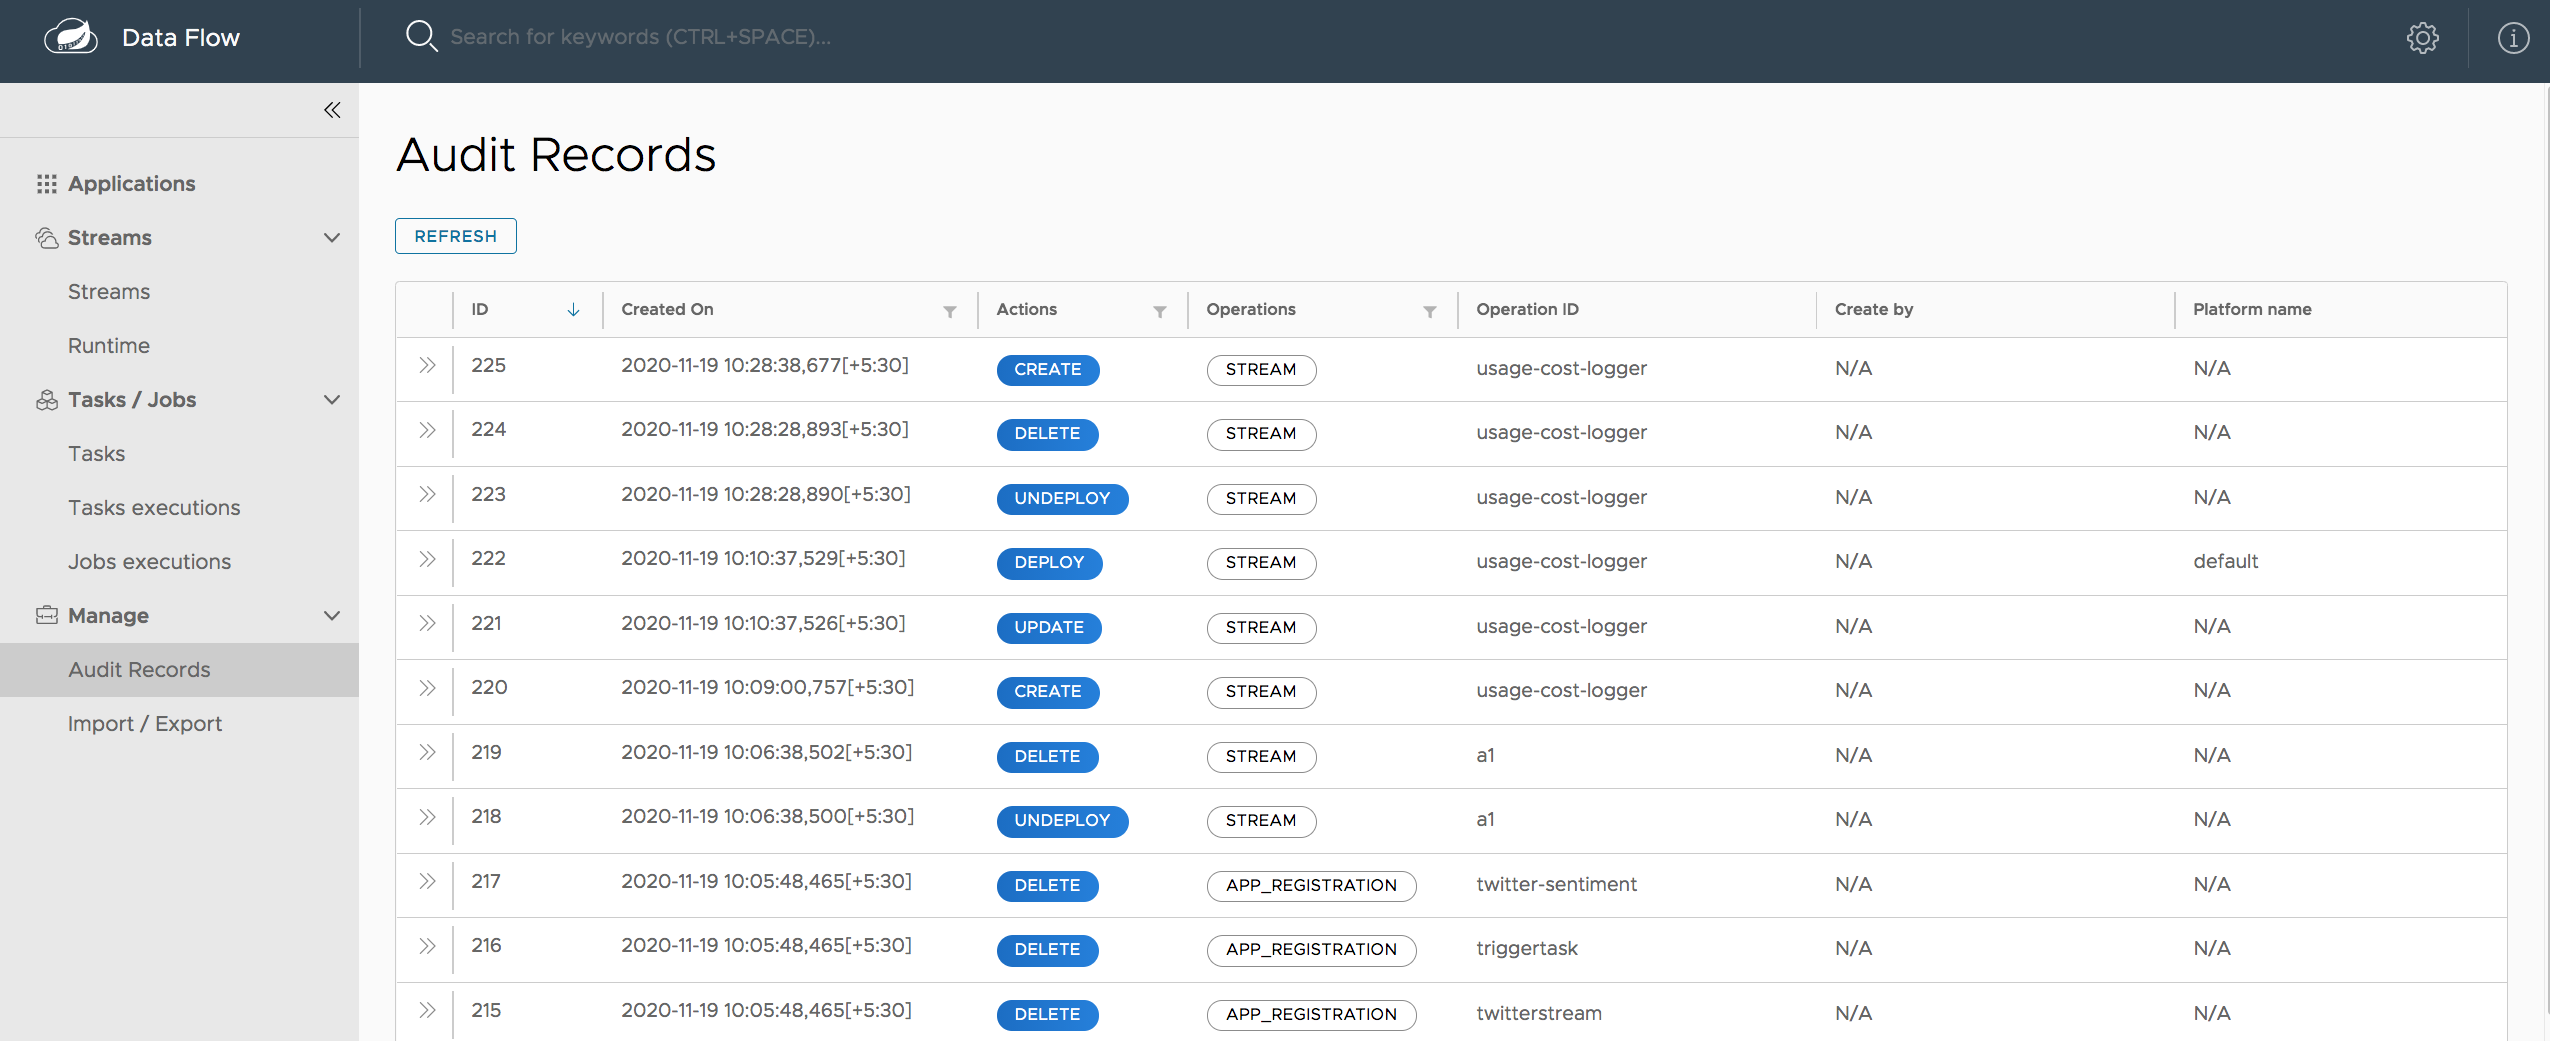 Data Flow
Search for keywords (CTRL+SPACE)...
Applications
Streams
Streams
Runtime
Tasks / Jobs
Tasks
Tasks executions
Jobs executions
Manage
Audit Records
Import / Export
Audit Records
REFRESH
ID Created On Actions Operations Operation ID Create by Platform name
225 2020-11-19 10:28:38,677[+5:30] CREATE STREAM usage-cost-logger N/A N/A
224 2020-11-19 10:28:28,893[+5:30] DELETE STREAM usage-cost-logger N/A N/A
223 2020-11-19 10:28:28,890[+5:30] UNDEPLOY STREAM usage-cost-logger N/A N/A
222 2020-11-19 10:10:37,529[+5:30] DEPLOY STREAM usage-cost-logger N/A default
221 2020-11-19 10:10:37,526[+5:30] UPDATE STREAM usage-cost-logger N/A N/A
220 2020-11-19 10:09:00,757[+5:30] CREATE STREAM usage-cost-logger N/A N/A
219 2020-11-19 10:06:38,502[+5:30] DELETE STREAM a1 N/A N/A
218 2020-11-19 10:06:38,500[+5:30] UNDEPLOY STREAM a1 N/A N/A
217 2020-11-19 10:05:48,465[+5:30] DELETE APP_REGISTRATION twitter-sentiment N/A N/A
216 2020-11-19 10:05:48,465[+5:30] DELETE APP_REGISTRATION triggertask N/A N/A
215 2020-11-19 10:05:48,465[+5:30] DELETE APP_REGISTRATION twitterstream N/A N/A